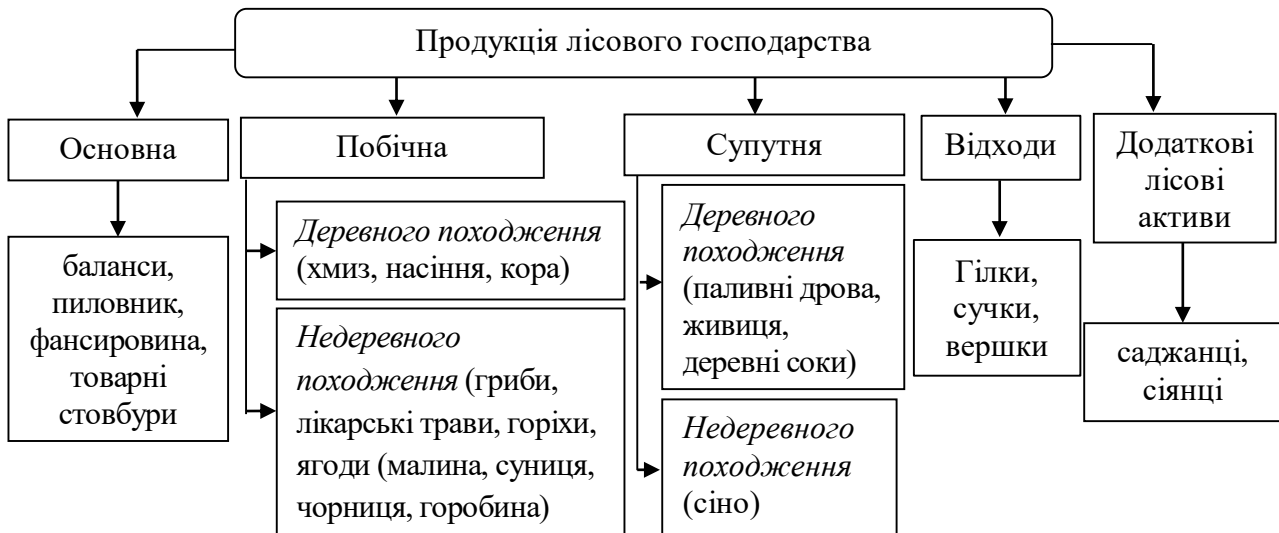 Продукція лісового господарства
Основна
баланси,
пиловник,
фансировина,
товарні
стовбури
Побічна
Деревного походження
(хмиз, насіння, кора)
Недеревного
походження (гриби,
лікарські трави, горіхи,
ягоди (малина, суниця,
чорниця, горобина)
Супутня
Деревного
походження
(паливні дрова,
живиця,
деревні соки)
Недеревного
походження
(сіно)
Відходи
Гілки,
сучки,
вершки
Додаткові
лісові
активи
саджанці,
сіянці